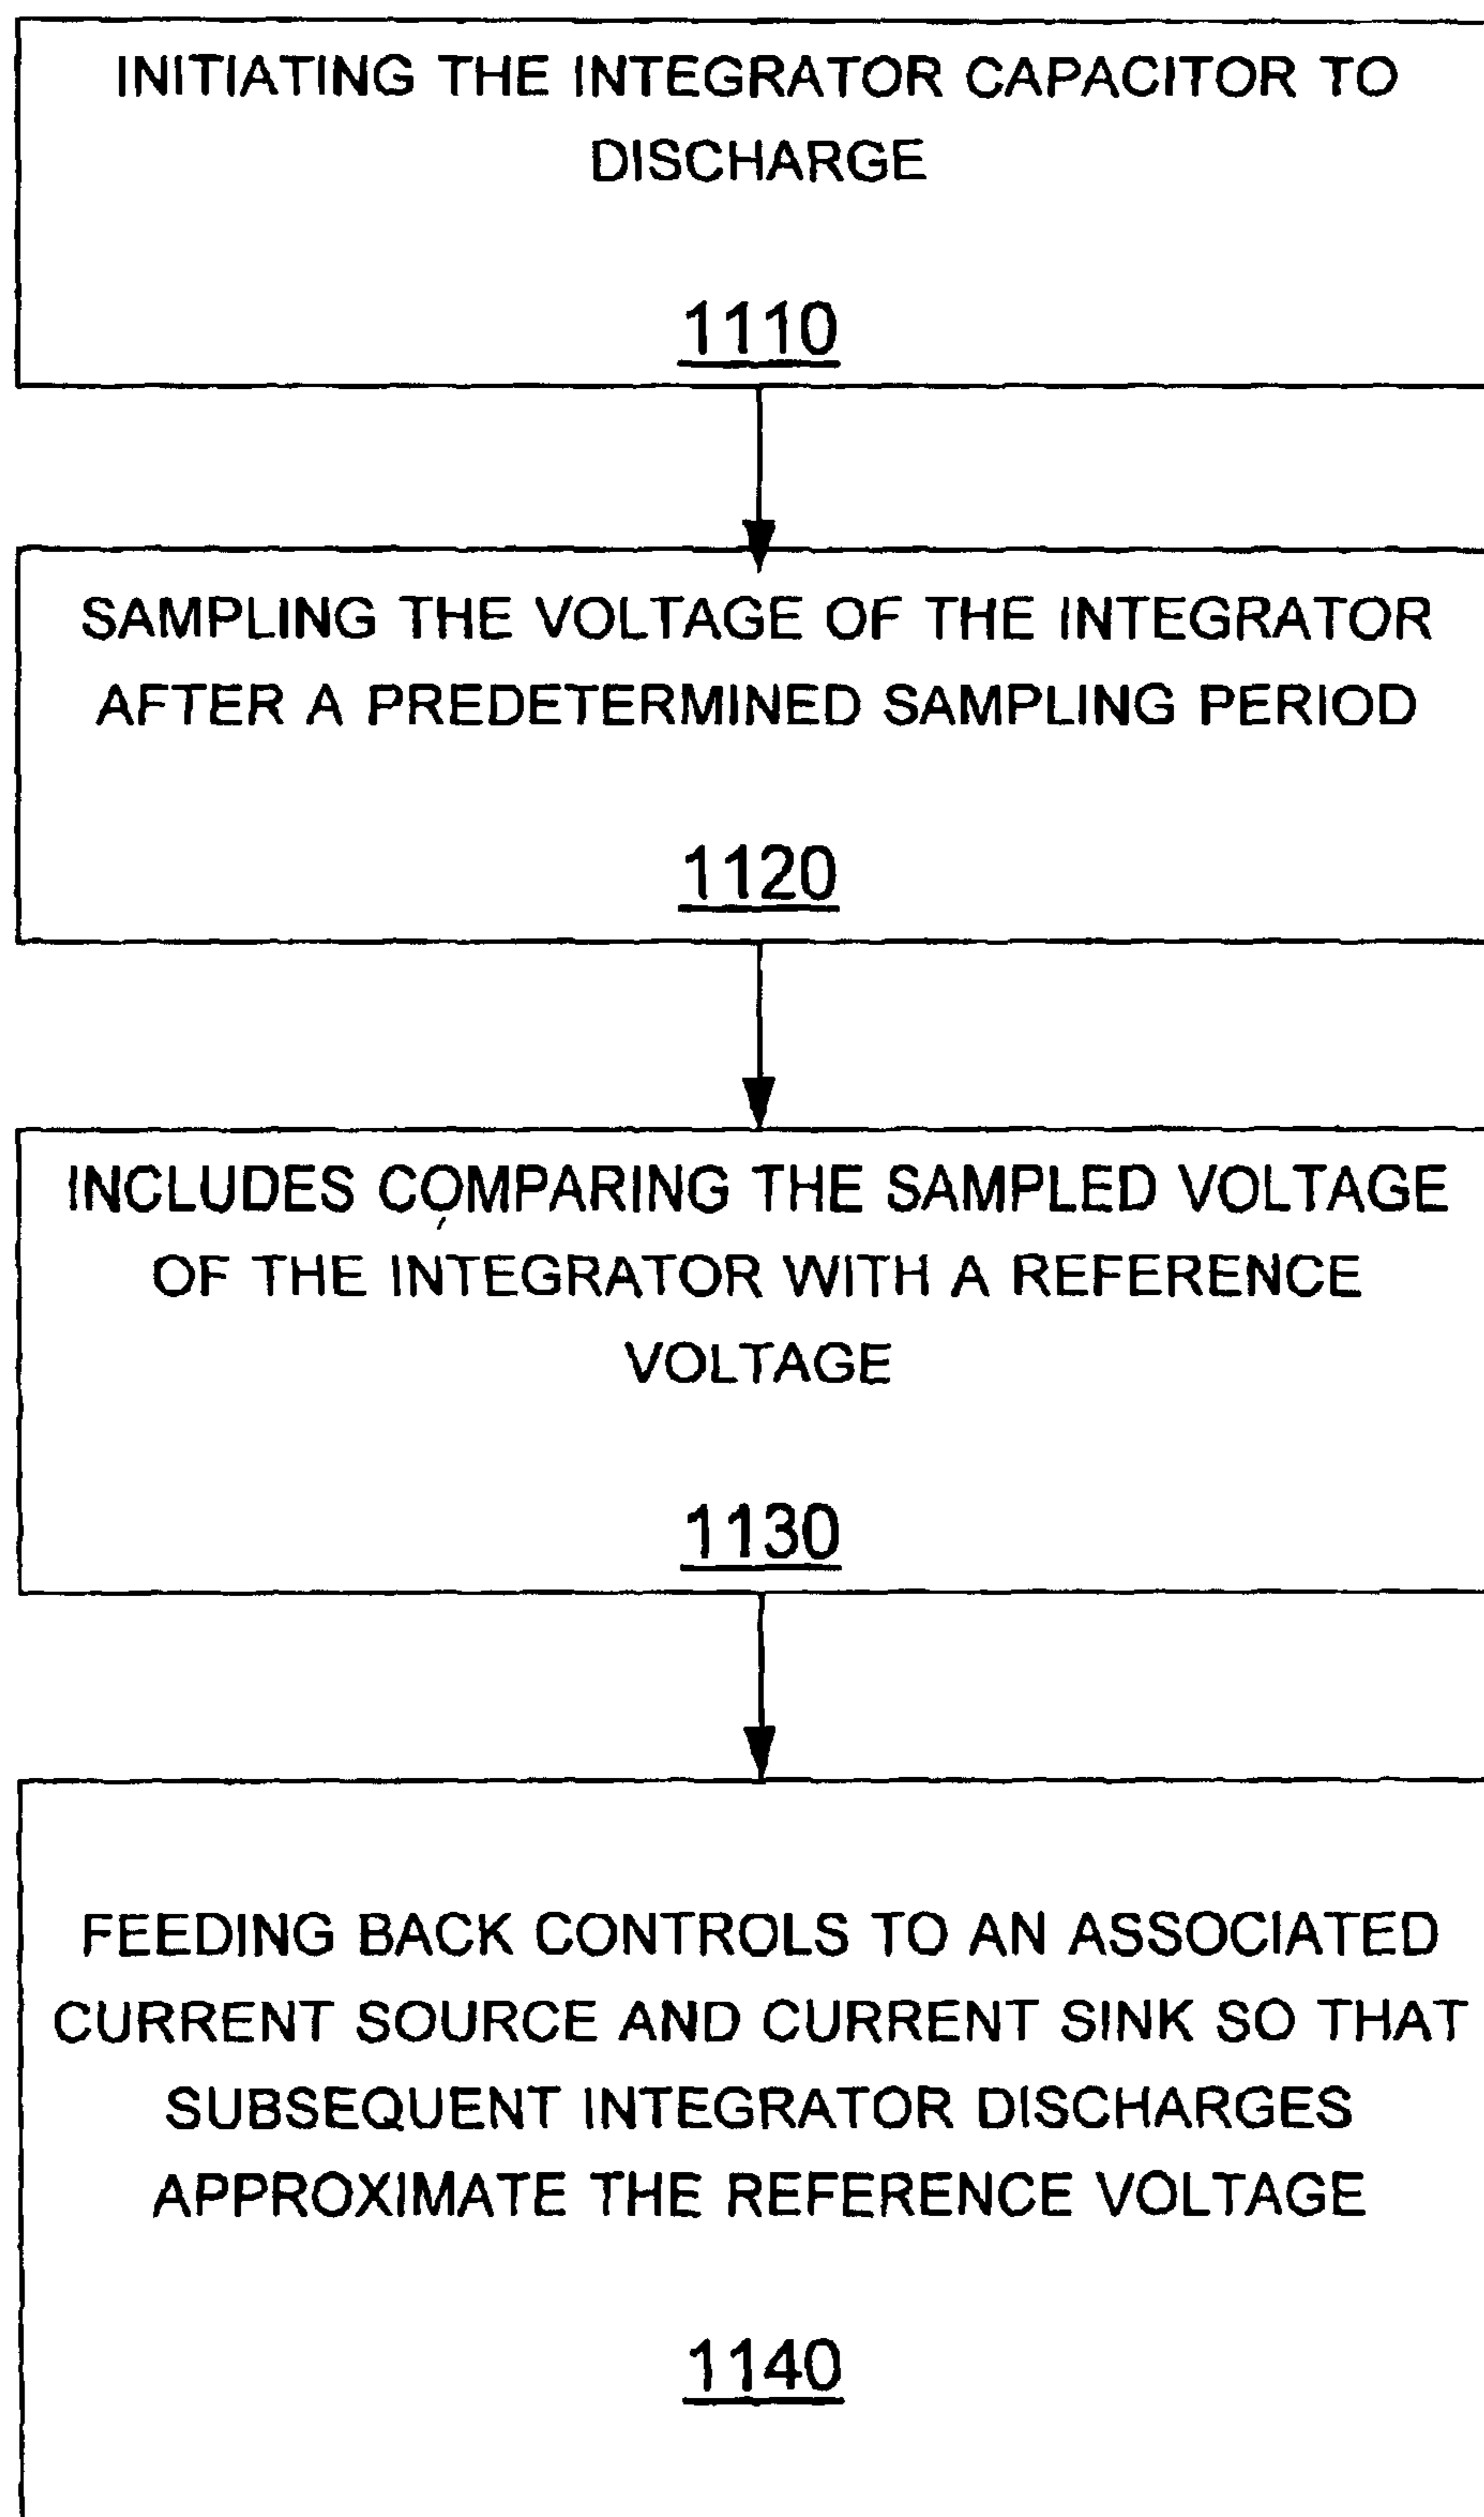 INITIATING THE INTEGRATOR CAPACITOR TO
DISCHARGE
1110
SAMPLING THE VOLTAGE OF THE INTEGRATOR
AFTER A PREDETERMINED SAMPLING PERIOD
1120
INCLUDES COMPARING THE SAMPLED VOLTAGE
OF THE INTEGRATOR WITH A REFERENCE
VOLTAGE
1130
FEEDING BACK CONTROLS TO AN ASSOCIATED
CURRENT SOURCE AND CURRENT SINK SO THAT
SUBSEQUENT INTEGRATOR DISCHARGES
APPROXIMATE THE REFERENCE VOLTAGE
1140